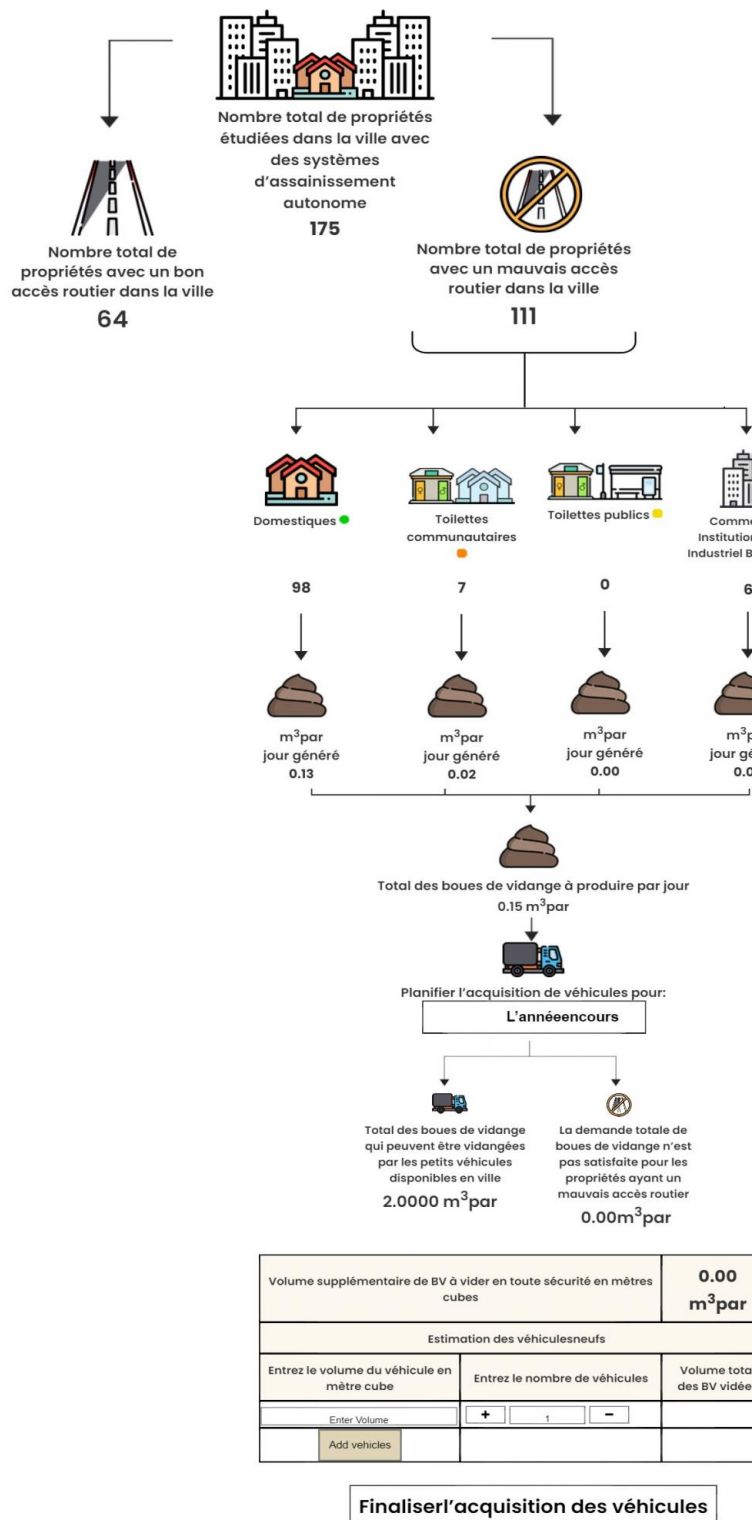 Nombre total de propriétés
étudiées dans la ville avec
des systèmes
d'assainissement
autonome
175
Nombre total de
propriétés avec un bon
accès routier dans la ville
64
Nombre total de propriétés
avec un mauvais accès
routier dans la ville
111
Domestiques
Toilettes
communautaires
Toilettes publics
98
7
0
6
m³par
jour généré
0.13
m³par
jour généré
0.02
m³par
jour généré
0.00
Total des boues de vidange à produire par jour
0.15 m³par
Planifier l'acquisition de véhicules pour:
L'annéeencours
Total des boues de vidange
qui peuvent être vidangées
par les petits véhicules
disponibles en ville
2.0000 m³par
La demande totale de
boues de vidange n'est
pas satisfaite pour les
propriétés ayant un
mauvais accès routier
0.00m³par
Volume supplémentaire de BV à vider en toute sécurité en mètres
cubes
0.00
m³par
Estimation des véhiculesneufs
Entrez le volume du véhicule en
mètre cube
Entrez le nombre de véhicules
Volume
des BV
Enter Volume
+ 1 −
Add vehicles
Finaliserl'acquisition des véhicules